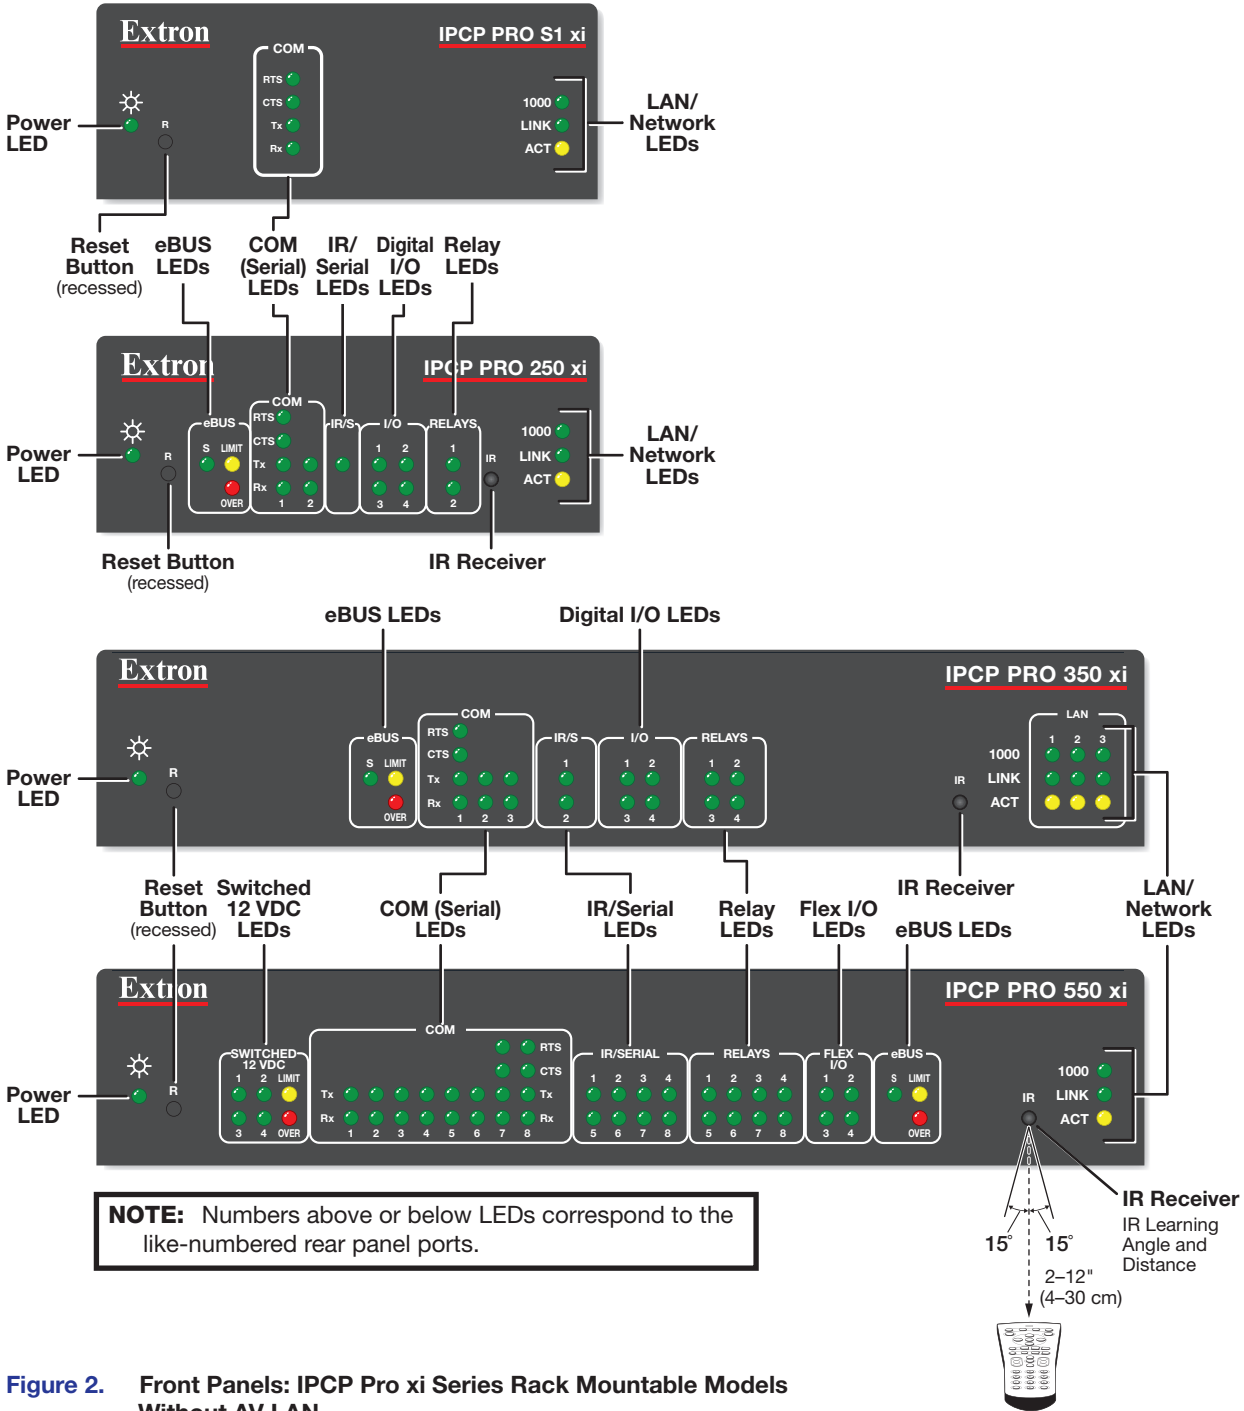 Extron
IPCP PRO S1 xi
COM
RTS
CTS
Tx
Rx
R
1000
LINK
ACT
Power
LED
LAN/
Network
LEDs
Reset
Button
(recessed)
eBUS
LEDs
COM
(Serial)
LEDs
IR/
Serial
LEDs
Digital
I/O
LEDs
Relay
LEDs
Extron
IPCP PRO 250 xi
R
eBUS
S LIMIT
OVER
COM
RTS
CTS
Tx
Rx
1 2
IR/S
I/O
1 2
3 4
RELAYS
1
2
IR
1000
LINK
ACT
Power
LED
LAN/
Network
LEDs
Reset Button
(recessed)
IR Receiver
eBUS LEDs
Digital I/O LEDs
Extron
IPCP PRO 350 xi
R
eBUS
S LIMIT
OVER
COM
RTS
CTS
Tx
Rx
1 2 3
IR/S
1
2
I/O
1 2
3 4
RELAYS
1 2
3 4
IR
LAN
1 2 3
1000
LINK
ACT
Power
LED
Reset
Button
(recessed)
Switched
12 VDC
LEDs
COM (Serial)
LEDs
IR/Serial
LEDs
Relay
LEDs
Flex I/O
LEDs
IR Receiver
eBUS LEDs
LAN/
Network
LEDs
Extron
IPCP PRO 550 xi
R
SWITCHED
12 VDC
1 2 LIMIT
3 4 OVER
COM
RTS
CTS
Tx Tx
Rx Rx
1 2 3 4 5 6 7 8
IR/SERIAL
1 2 3 4
5 6 7 8
RELAYS
1 2 3 4
5 6 7 8
FLEX
I/O
1 2
3 4
eBUS
S LIMIT
OVER
IR
1000
LINK
ACT
Power
LED
NOTE: Numbers above or below LEDs correspond to the
like-numbered rear panel ports.
15° 15°
2–12"
(4–30 cm)
IR Receiver
IR Learning
Angle and
Distance
Figure 2. Front Panels: IPCP Pro xi Series Rack Mountable Models
Without AV LAN